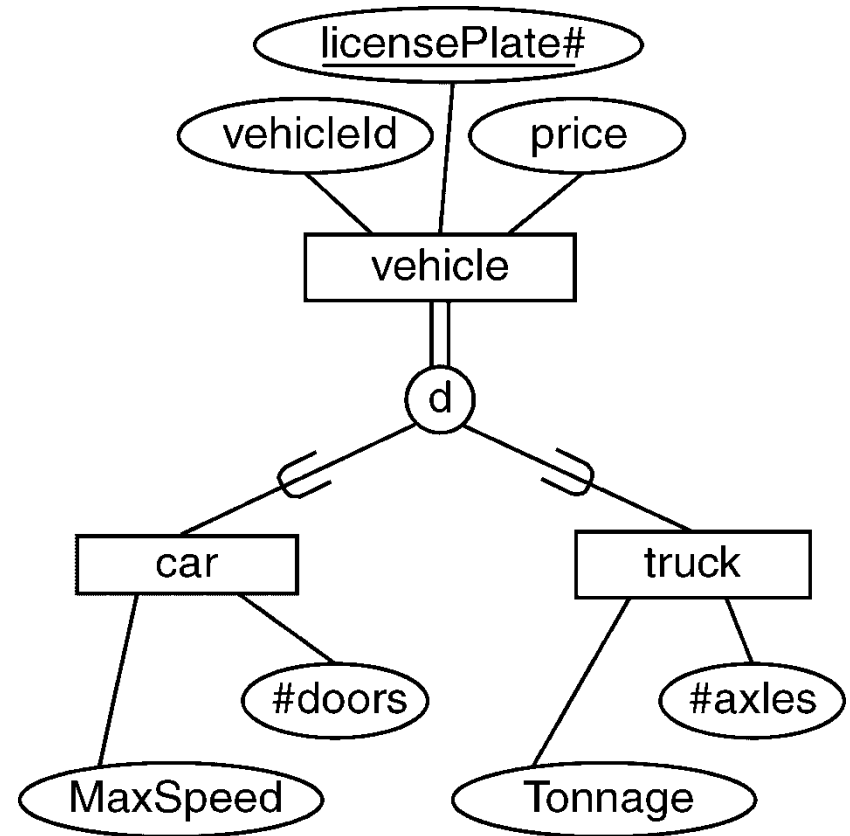 licensePlate#
vehicleId
price
vehicle
d
car
truck
#doors
#axles
MaxSpeed
Tonnage